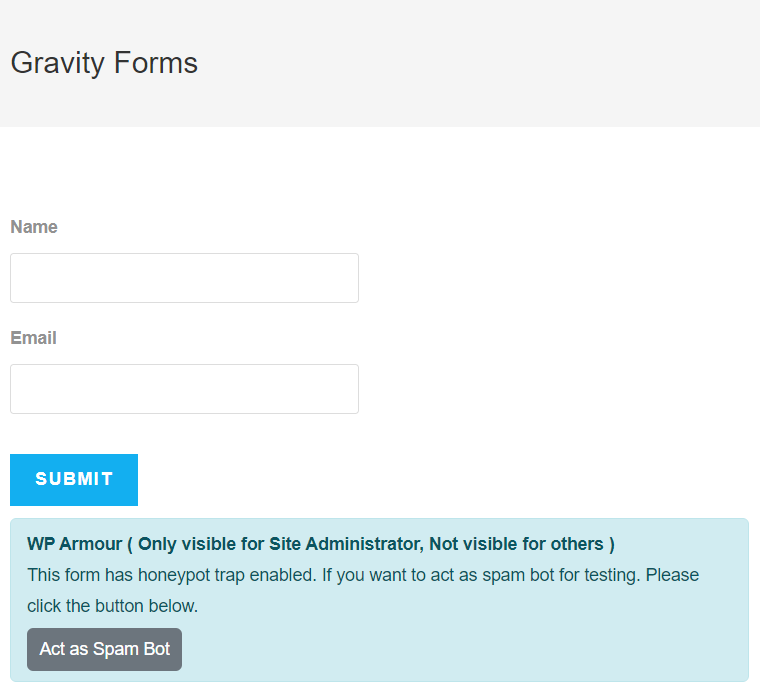 Gravity Forms
Name
Email
SUBMIT
WP Armour ( Only visible for Site Administrator, Not visible for others )
This form has honeypot trap enabled. If you want to act as spam bot for testing. Please
click the button below.
Act as Spam Bot